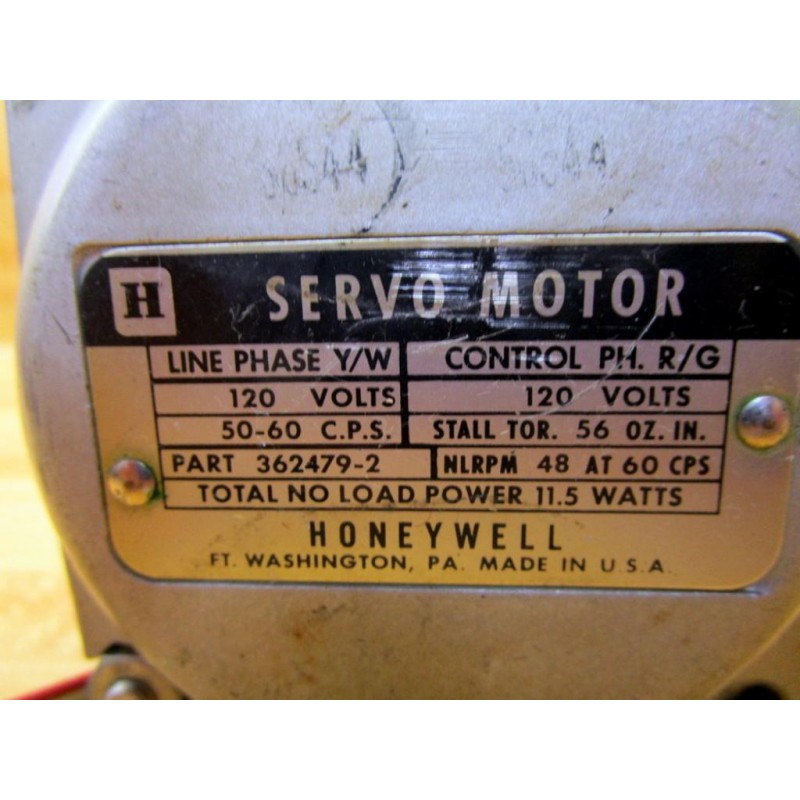 H SERVO MOTOR
LINE PHASE Y/W CONTROL PH. R/G
120 VOLTS 120 VOLTS
50-60 C.P.S. STALL TOR. 56 OZ. IN.
PART 362479-2 NLRPM 48 AT 60 CPS
TOTAL NO LOAD POWER 11.5 WATTS
HONEYWELL
FT. WASHINGTON, PA. MADE IN U.S.A.